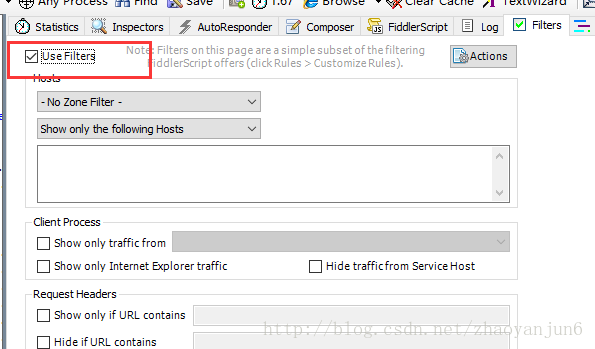 Any Process Find Save 1.67 Browse Clear Cache TextWizard
Statistics Inspectors AutoResponder Composer FiddlerScript Log Filters
Use Filters
Note: Filters on this page are a simple subset of the filtering
FiddlerScript offers (click Rules > Customize Rules).
Actions
Hosts
- No Zone Filter -
Show only the following Hosts
Client Process
Show only traffic from
Show only Internet Explorer traffic Hide traffic from Service Host
Request Headers
Show only if URL contains
Hide if URL contains
http://blog.csdn.net/zhaoyanjun6